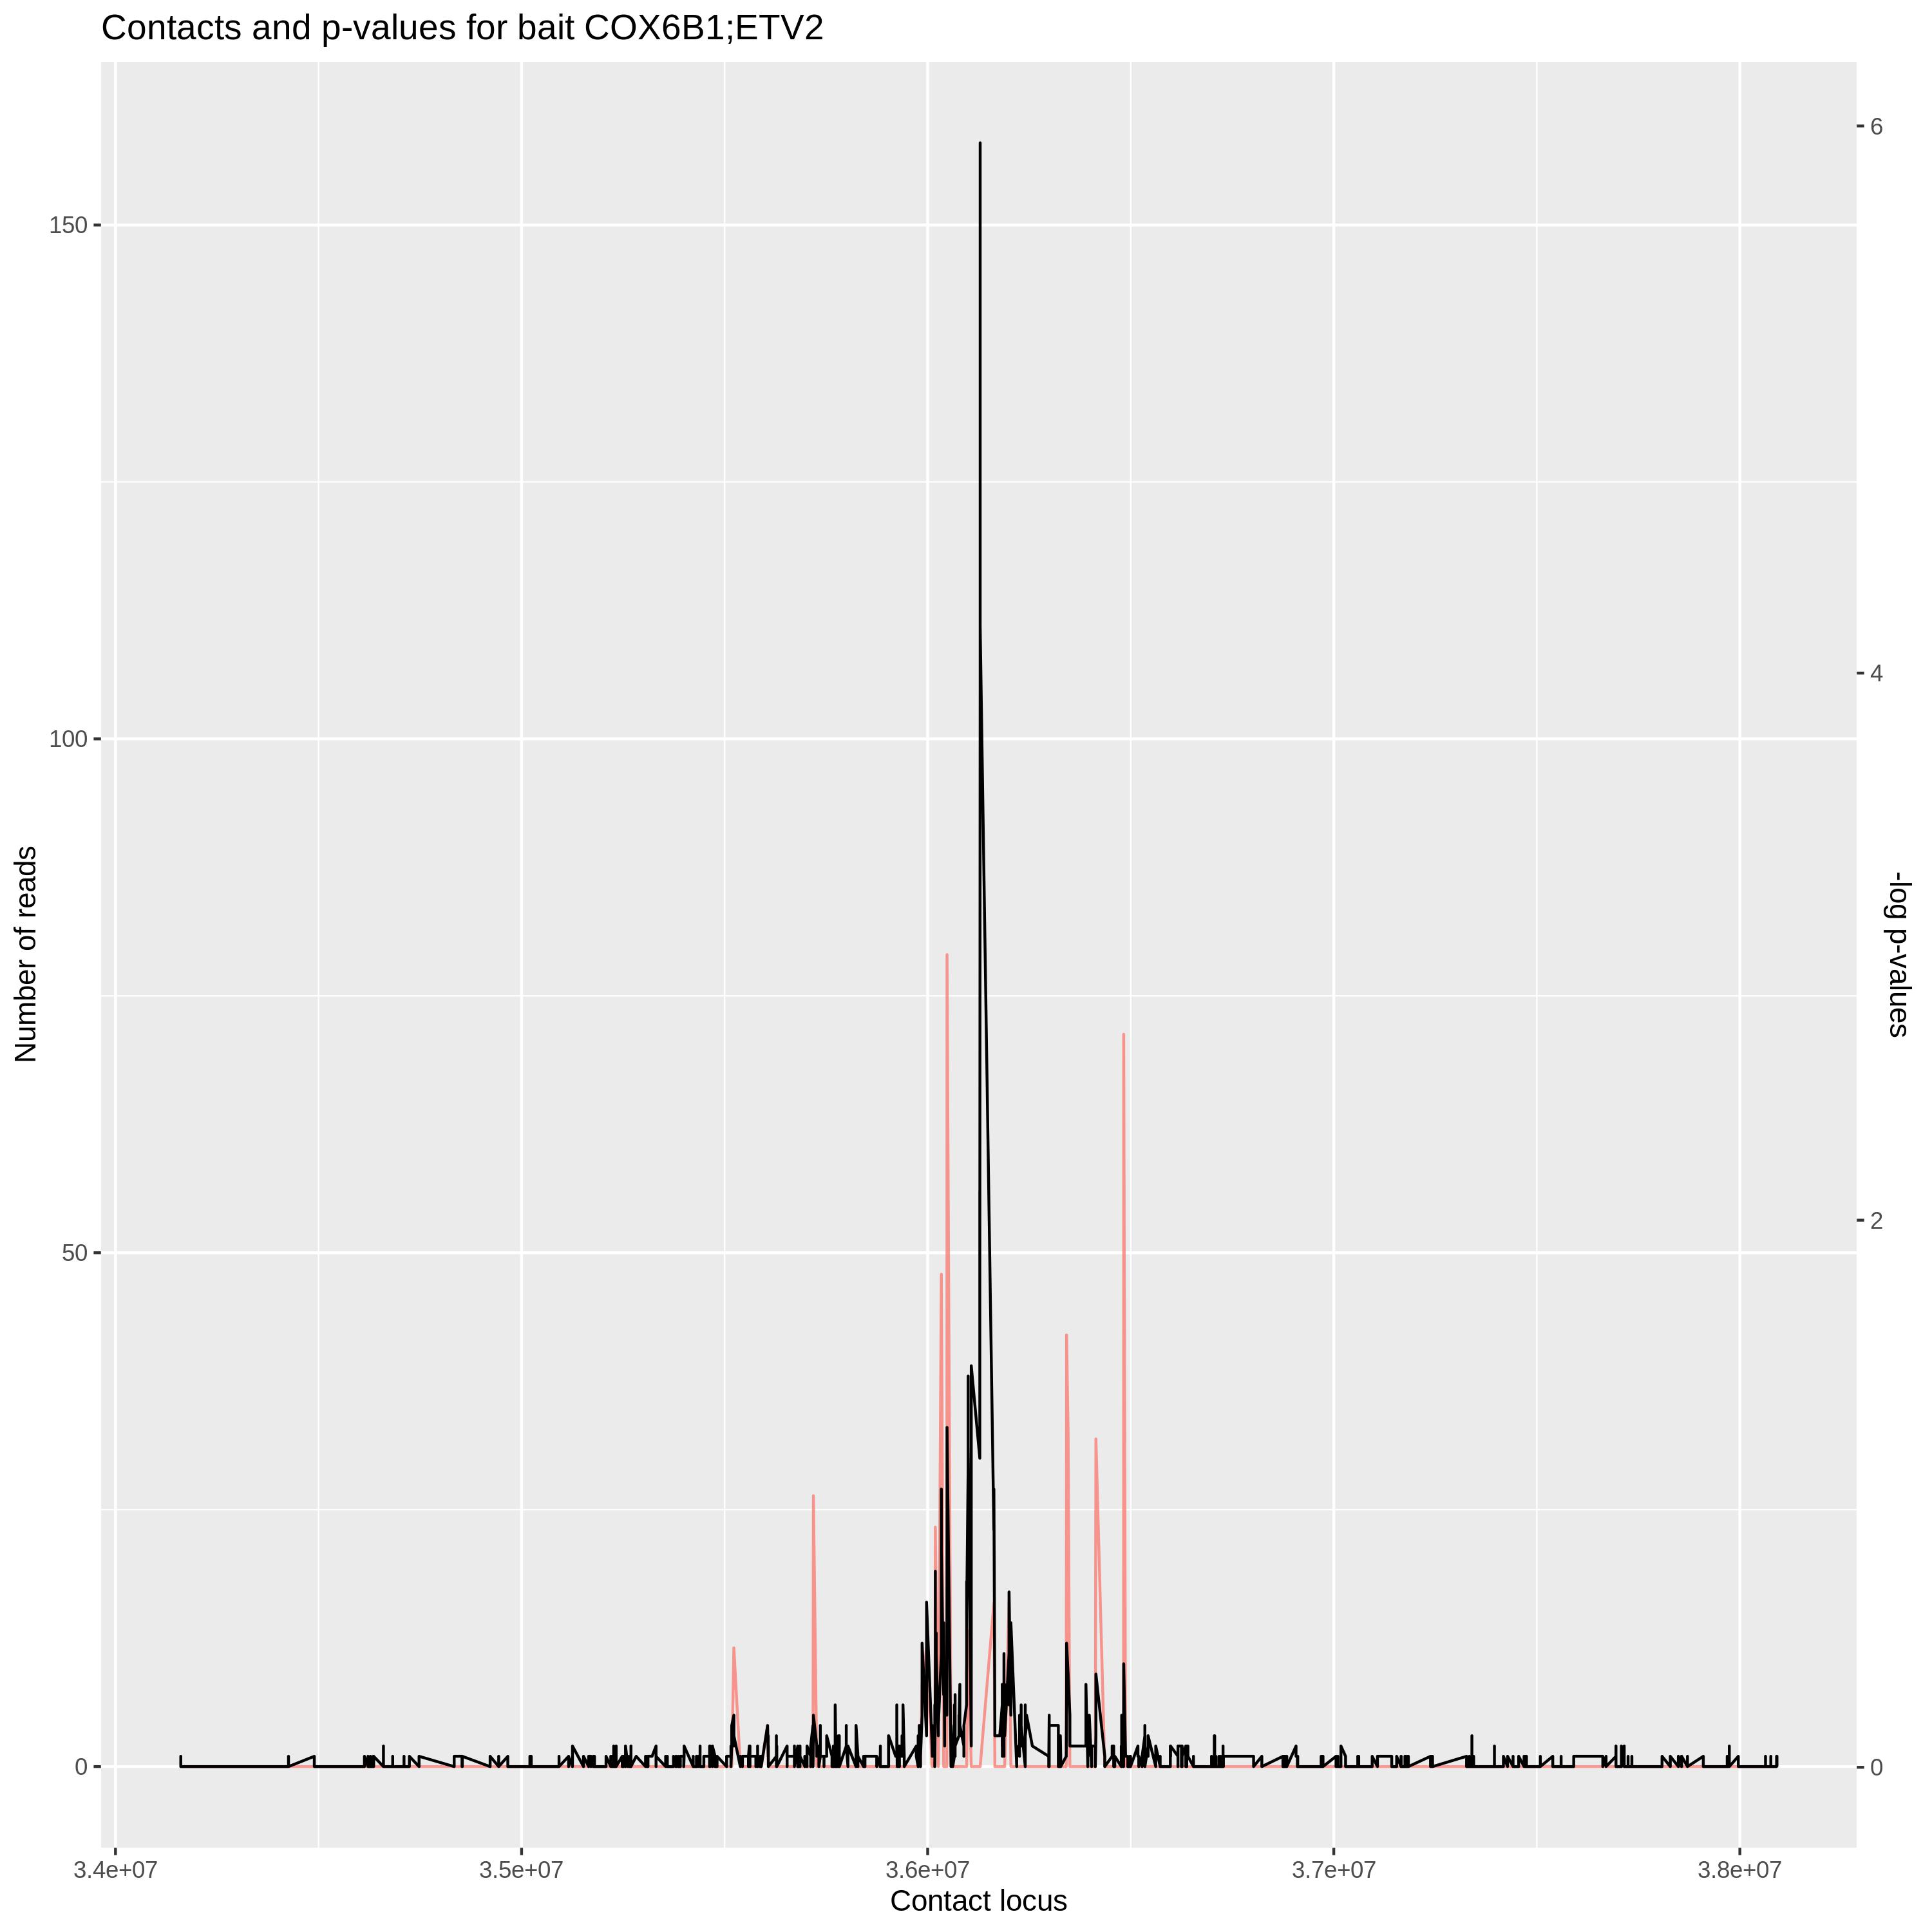 Contacts and p-values for bait COX6B1;ETV2
Number of reads
150
100
50
0
6
4
2
0
-log p-values
3.4e+07
3.5e+07
3.6e+07
3.7e+07
3.8e+07
Contact locus